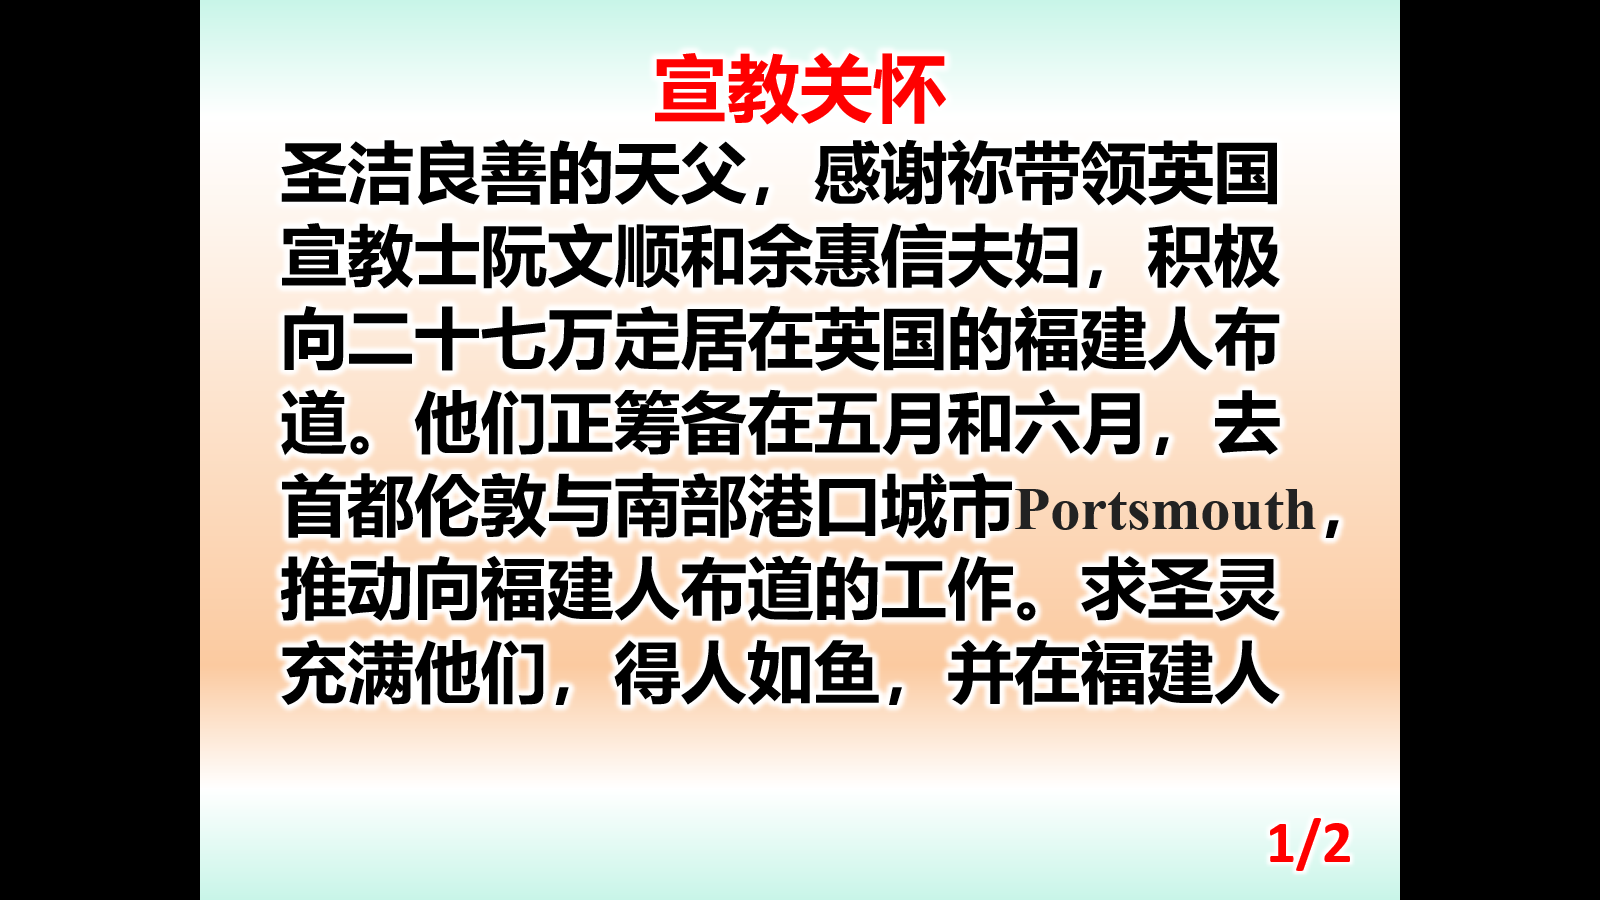 宣教关怀
圣洁良善的天父，感谢祢带领英国
宣教士阮文顺和余惠信夫妇，积极
向二十七万定居在英国的福建人布
道。他们正筹备在五月和六月，去
首都伦敦与南部港口城市Portsmouth，
推动向福建人布道的工作。求圣灵
充满他们，得人如鱼，并在福建人
1/2